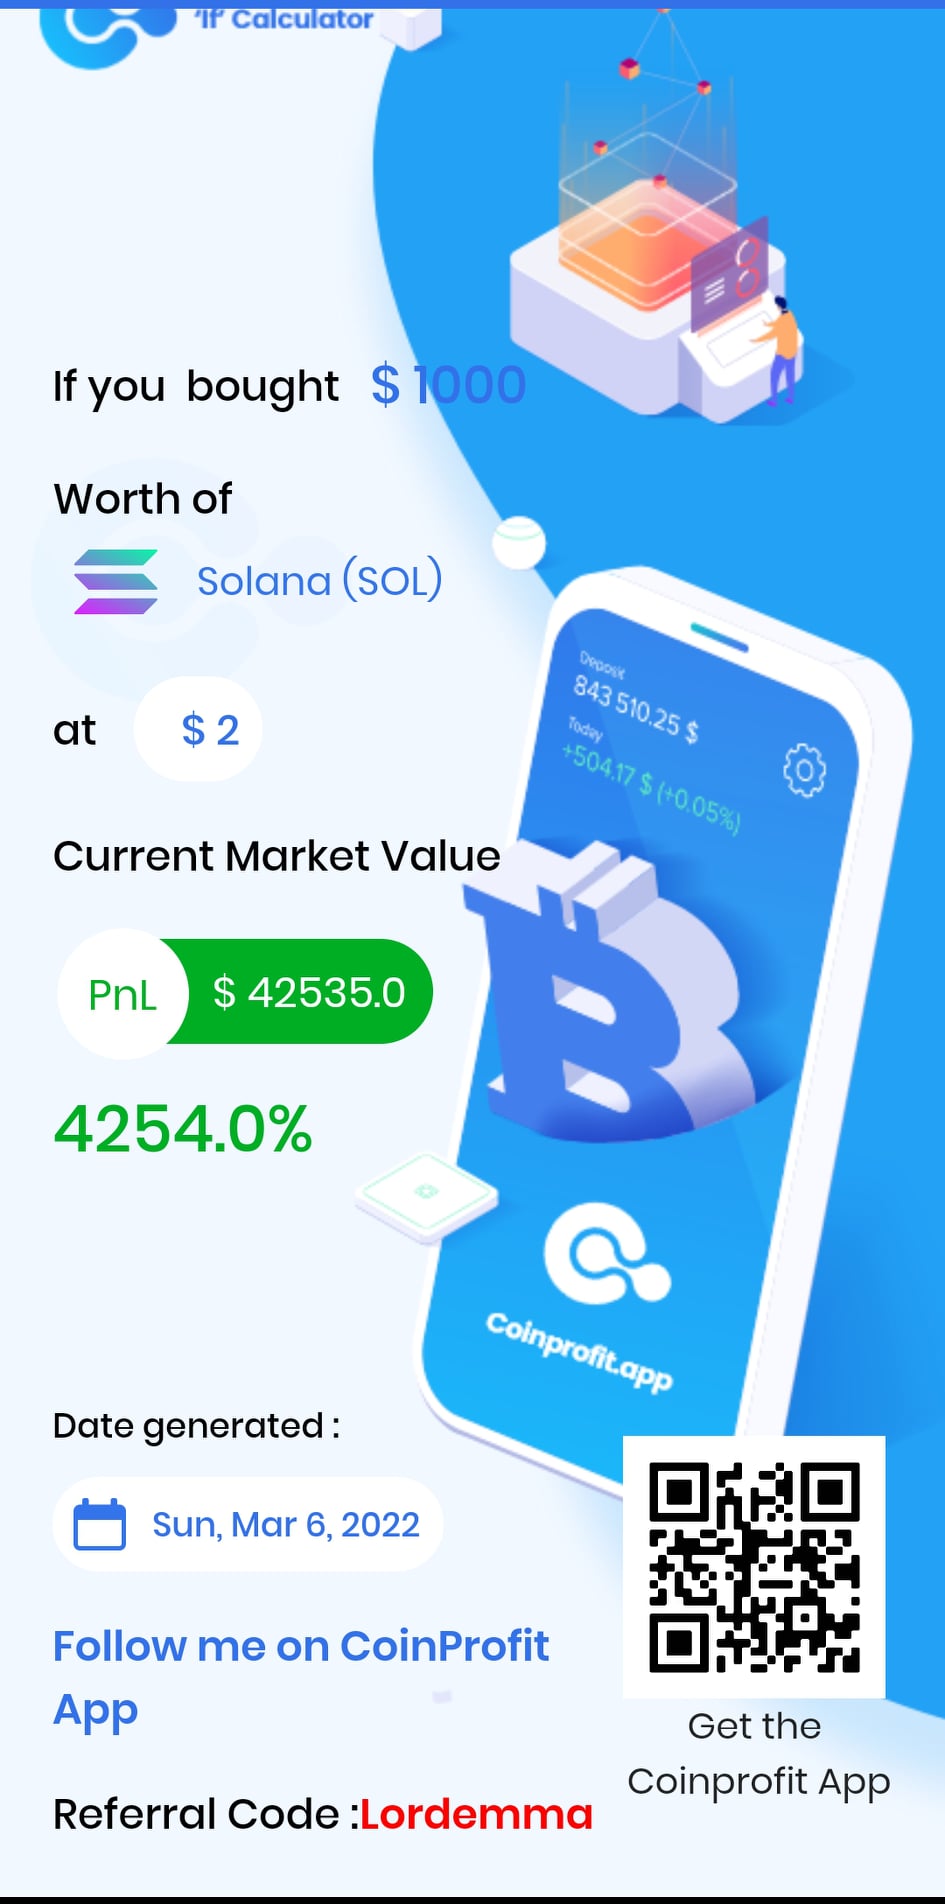 'If' Calculator
If you bought $ 1000
Worth of
Solana (SOL)
at $ 2
Current Market Value
PnL $ 42535.0
4254.0%
Deposit
843 510.25 $
Today
+504.17 $ (+0.05%)
Coinprofit.app
Date generated :
Sun, Mar 6, 2022
Follow me on CoinProfit
App
Referral Code :Lordemma
Get the
Coinprofit App